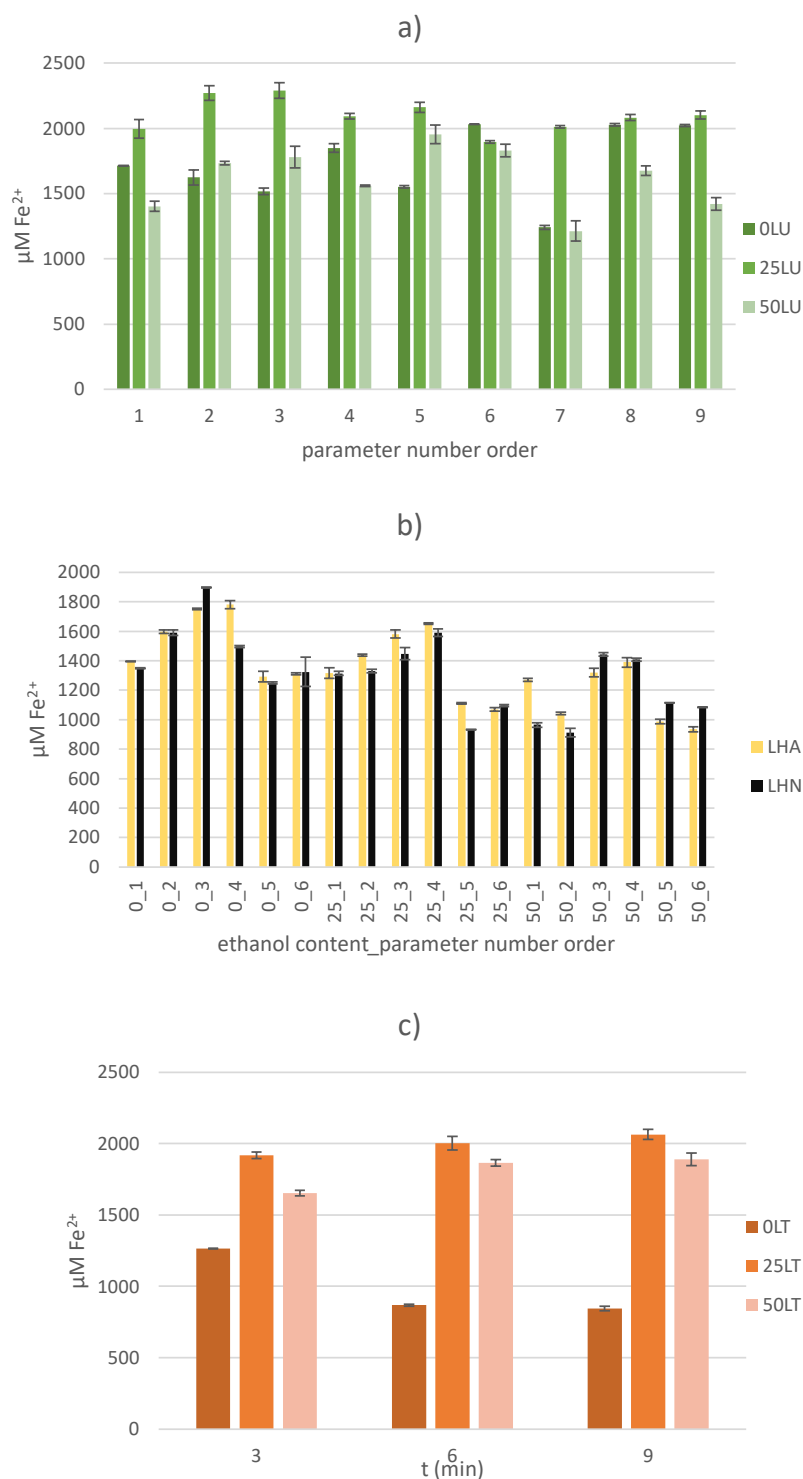 a)
2500
2000
1500
1000
500
0
μM Fe²⁺
1 2 3 4 5 6 7 8 9
parameter number order
0LU
25LU
50LU
b)
2000
1800
1600
1400
1200
1000
800
600
400
200
0
μM Fe²⁺
0_1 0_2 0_3 0_4 0_5 0_6 25_1 25_2 25_3 25_4 25_5 25_6 50_1 50_2 50_3 50_4 50_5 50_6
ethanol content_parameter number order
LHA
LHN
c)
2500
2000
1500
1000
500
0
μM Fe²⁺
3 6 9
t (min)
0LT
25LT
50LT